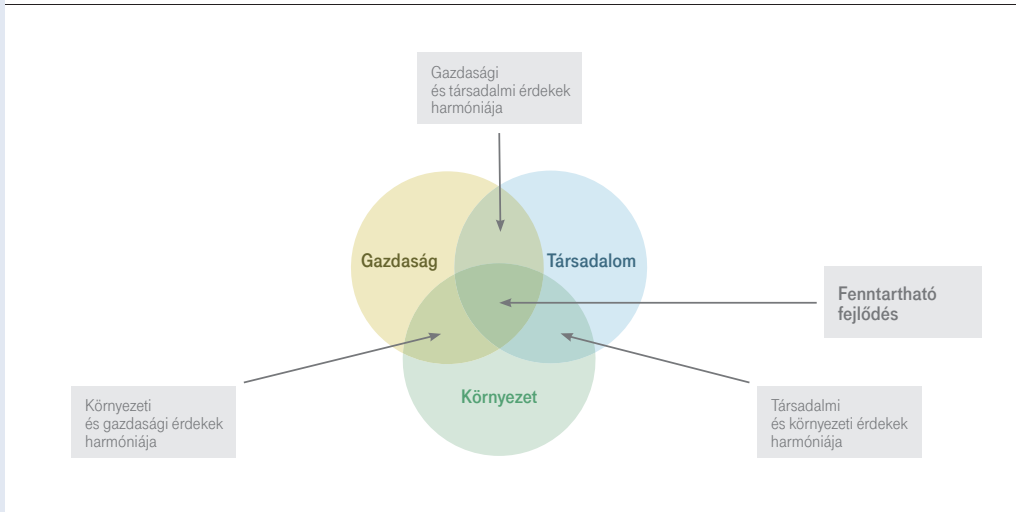 Gazdasági
és társadalmi érdekek
harmóniája
Gazdaság
Társadalom
Fenntartható
fejlődés
Környezet
Környezeti
és gazdasági érdekek
harmóniája
Társadalmi
és környezeti érdekek
harmóniája